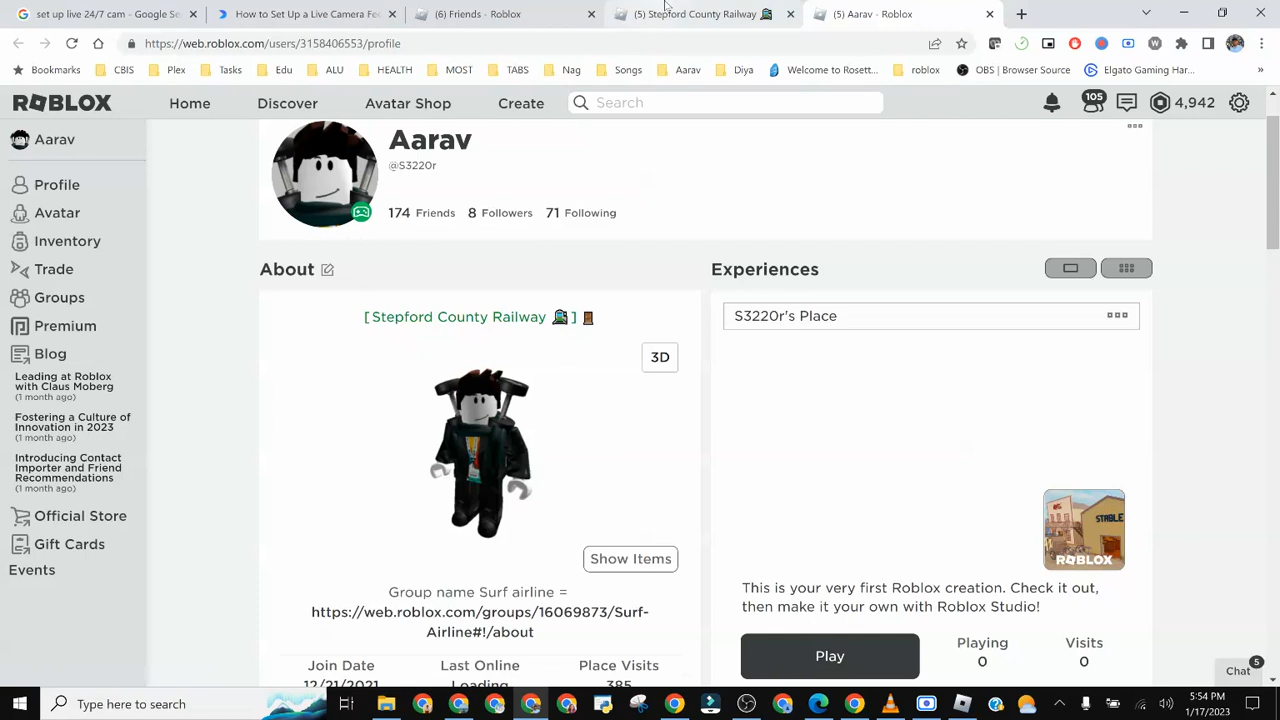 set up live 24/7 cam - Google Se
How to Set Up a Live Camera Fee
(6) Friends - Roblox
(5) Stepford County Railway
(5) Aarav - Roblox
https://web.roblox.com/users/3158406553/profile
Bookmarks CBIS Plex Tasks Edu ALU HEALTH MOST TABS Nag Songs Aarav Diya Welcome to Rosett... roblox OBS | Browser Source Elgato Gaming Har... »
ROBLOX Home Discover Avatar Shop Create Search 105 4,942
Aarav
Profile
Avatar
Inventory
Trade
Groups
Premium
Blog
Leading at Roblox
with Claus Moberg
(1 month ago)
Fostering a Culture of
Innovation in 2023
(1 month ago)
Introducing Contact
Importer and Friend
Recommendations
(1 month ago)
Official Store
Gift Cards
Events
Aarav
@S3220r
174 Friends 8 Followers 71 Following
About
[ Stepford County Railway ]
3D
Show Items
Group name Surf airline =
https://web.roblox.com/groups/16069873/Surf-
Airline#!/about
Join Date Last Online Place Visits
12/21/2021 Loading 385
Experiences
S3220r's Place
STABLE
ROBLOX
This is your very first Roblox creation. Check it out,
then make it your own with Roblox Studio!
Play
Playing Visits
0 0
Chat 5
Type here to search
5:54 PM
1/17/2023